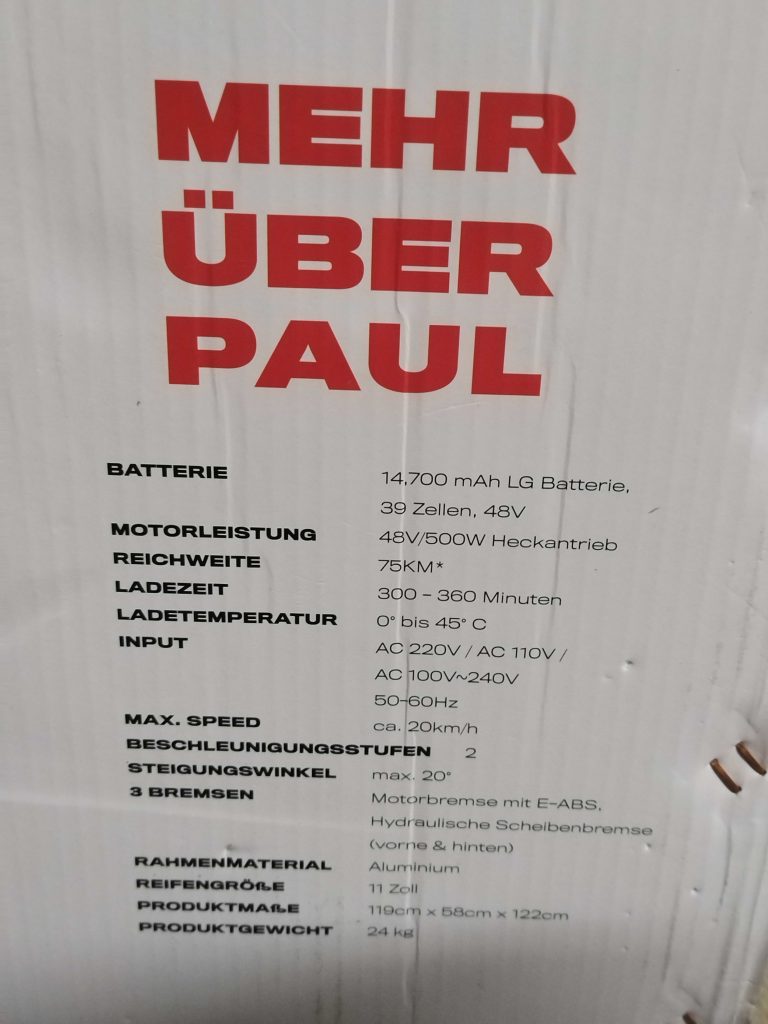 MEHR
ÜBER
PAUL
BATTERIE 14,700 mAh LG Batterie,
39 Zellen, 48V
MOTORLEISTUNG 48V/500W Heckantrieb
REICHWEITE 75KM*
LADEZEIT 300 – 360 Minuten
LADETEMPERATUR 0° bis 45° C
INPUT AC 220V / AC 110V /
AC 100V~240V
50-60Hz
MAX. SPEED ca. 20km/h
BESCHLEUNIGUNGSSTUFEN 2
STEIGUNGSWINKEL max. 20°
3 BREMSEN Motorbremse mit E-ABS,
Hydraulische Scheibenbremse
(vorne & hinten)
RAHMENMATERIAL Aluminium
REIFENGRÖßE 11 Zoll
PRODUKTMAßE 119cm x 58cm x 122cm
PRODUKTGEWICHT 24 kg